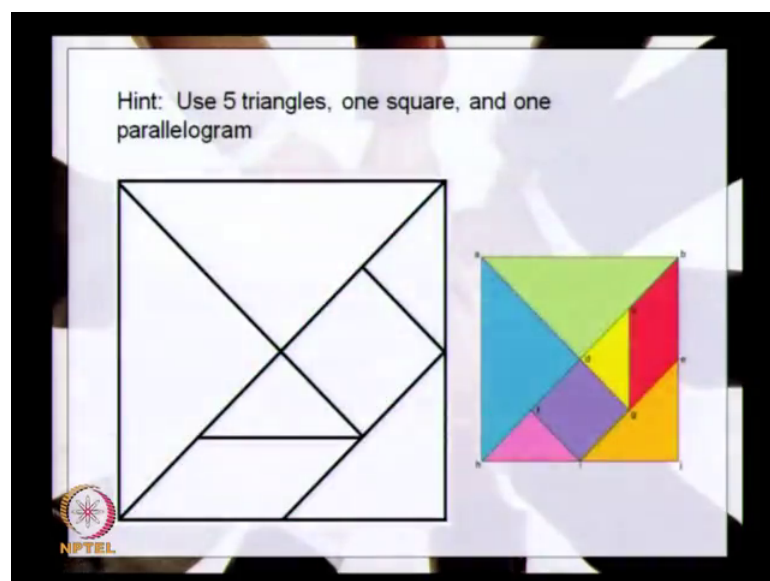 Hint: Use 5 triangles, one square, and one
parallelogram
a
b
d
e
g
h
i
j
NPTEL